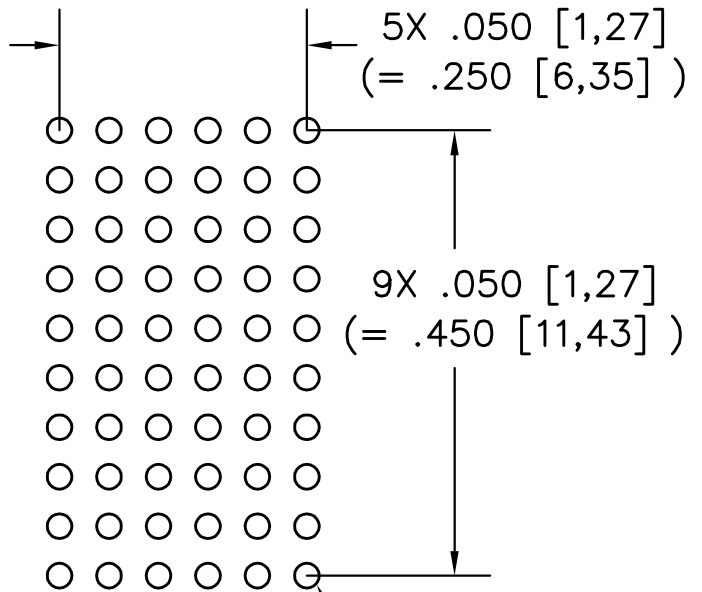 5X .050 [1,27]
(= .250 [6,35] )
9X .050 [1,27]
(= .450 [11,43] )